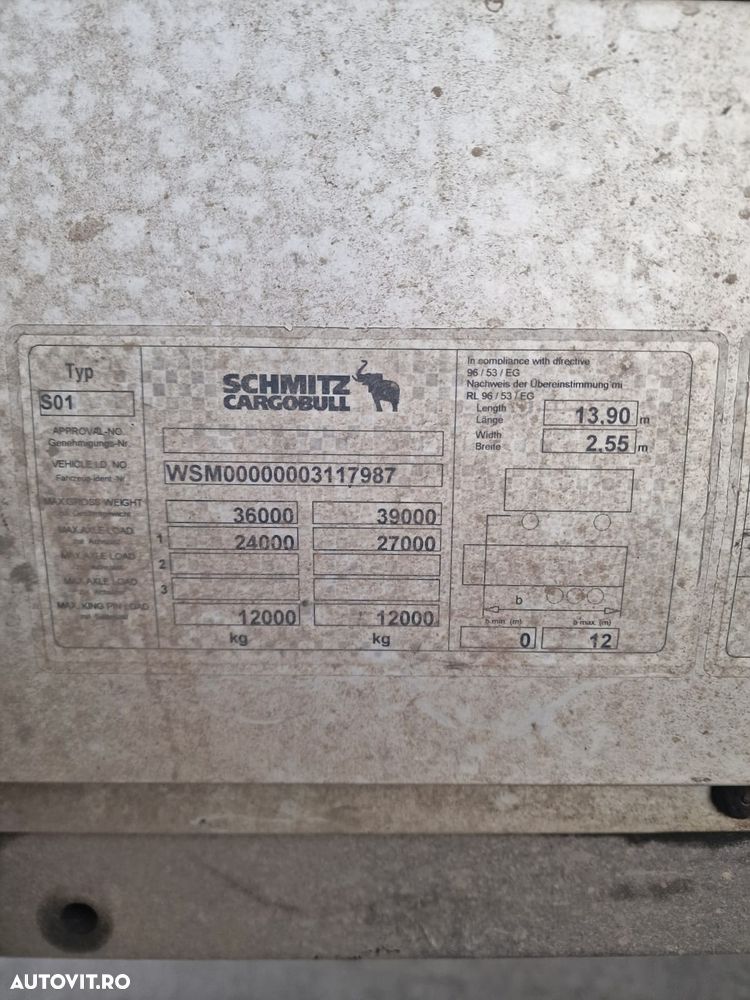 Typ
S01
SCHMITZ
CARGOBULL
In compliance with directive
96 / 53 / EG
Nachweis der Übereinstimmung mi
RL 96 / 53 / EG
Length
Länge
13.90 m
Width
Breite
2.55 m
APPROVAL-NO.
Genehmigungs-Nr.
VEHICLE I.D. NO
Fahrzeug-Ident.-Nr.
WSM00000003117987
MAX.GROSS WEIGHT
36000 39000
MAX.AXLE LOAD
1 24000 27000
MAX.AXLE LOAD
2
MAX.AXLE LOAD
3
MAX. KING PIN LOAD
12000 12000
kg kg
b
b min. (m) b max. (m)
0 12
AUTOVIT.RO